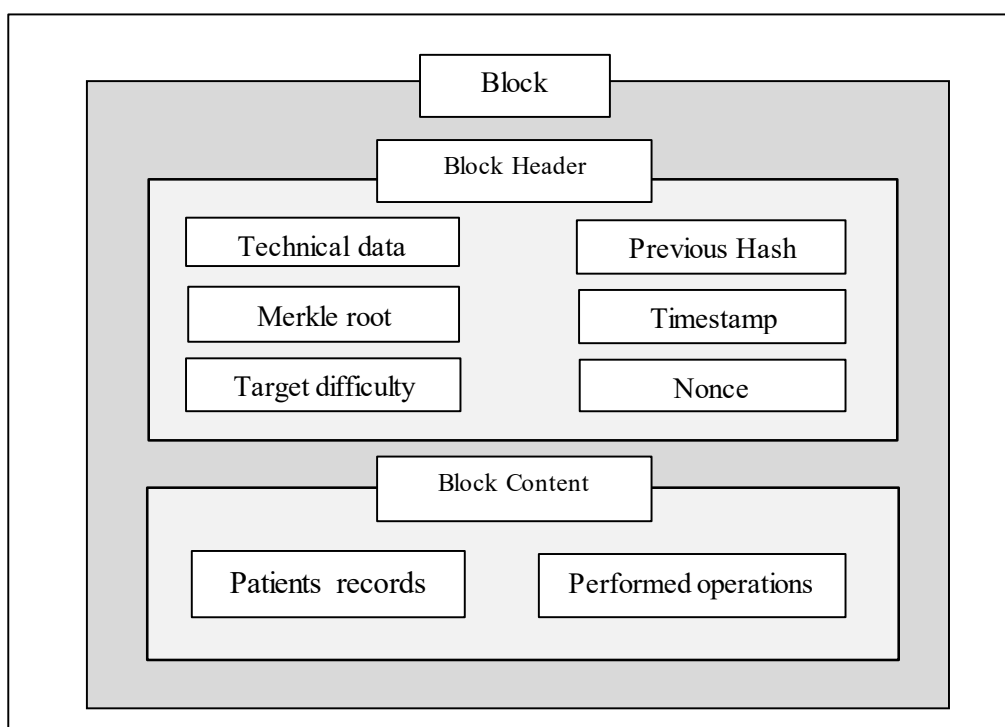 Block
Block Header
Technical data
Previous Hash
Merkle root
Timestamp
Target difficulty
Nonce
Block Content
Patients records
Performed operations